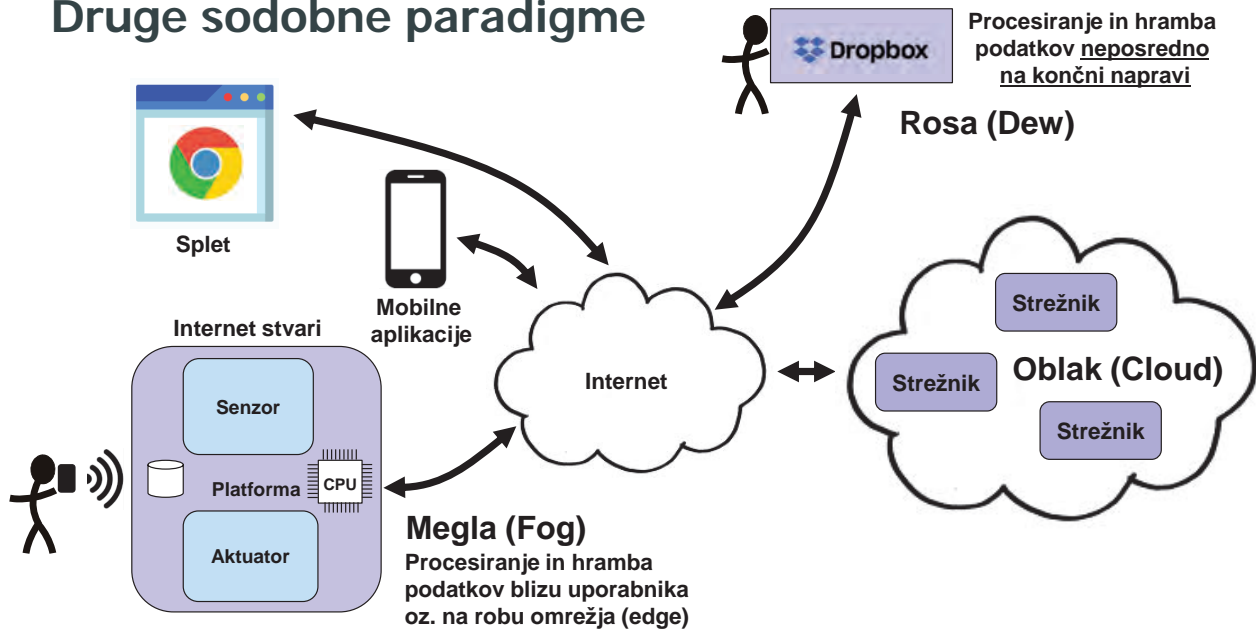 Druge sodobne paradigme
Dropbox
Procesiranje in hramba
podatkov neposredno
na končni napravi
Rosa (Dew)
Splet
Mobilne
aplikacije
Internet stvari
Senzor
Platforma
CPU
Aktuator
Internet
Strežnik
Strežnik
Oblak (Cloud)
Strežnik
Megla (Fog)
Procesiranje in hramba
podatkov blizu uporabnika
oz. na robu omrežja (edge)